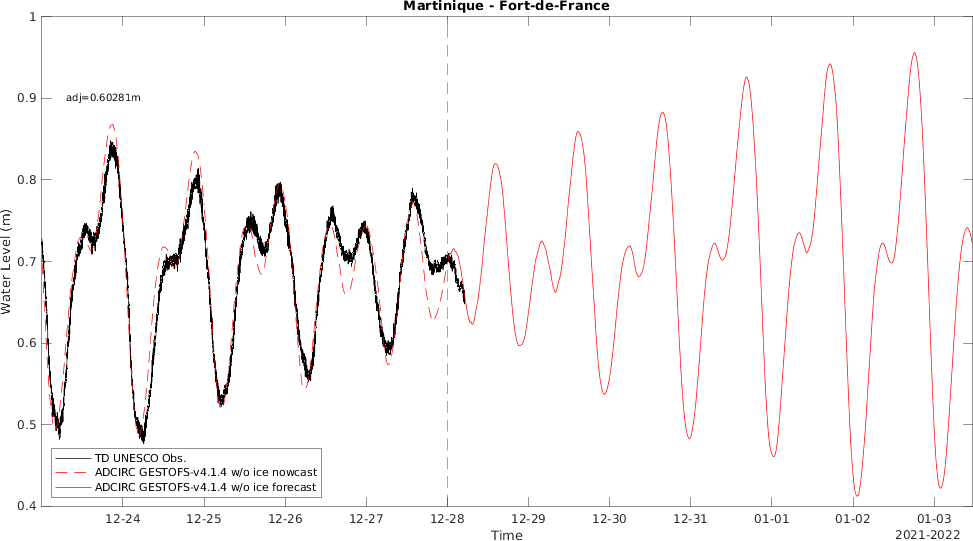 Martinique - Fort-de-France
1
0.9
0.8
0.7
0.6
0.5
0.4
Water Level (m)
adj=0.60281m
TD UNESCO Obs.
ADCIRC GESTOFS-v4.1.4 w/o ice nowcast
ADCIRC GESTOFS-v4.1.4 w/o ice forecast
12-24 12-25 12-26 12-27 12-28 12-29 12-30 12-31 01-01 01-02 01-03
Time
2021-2022